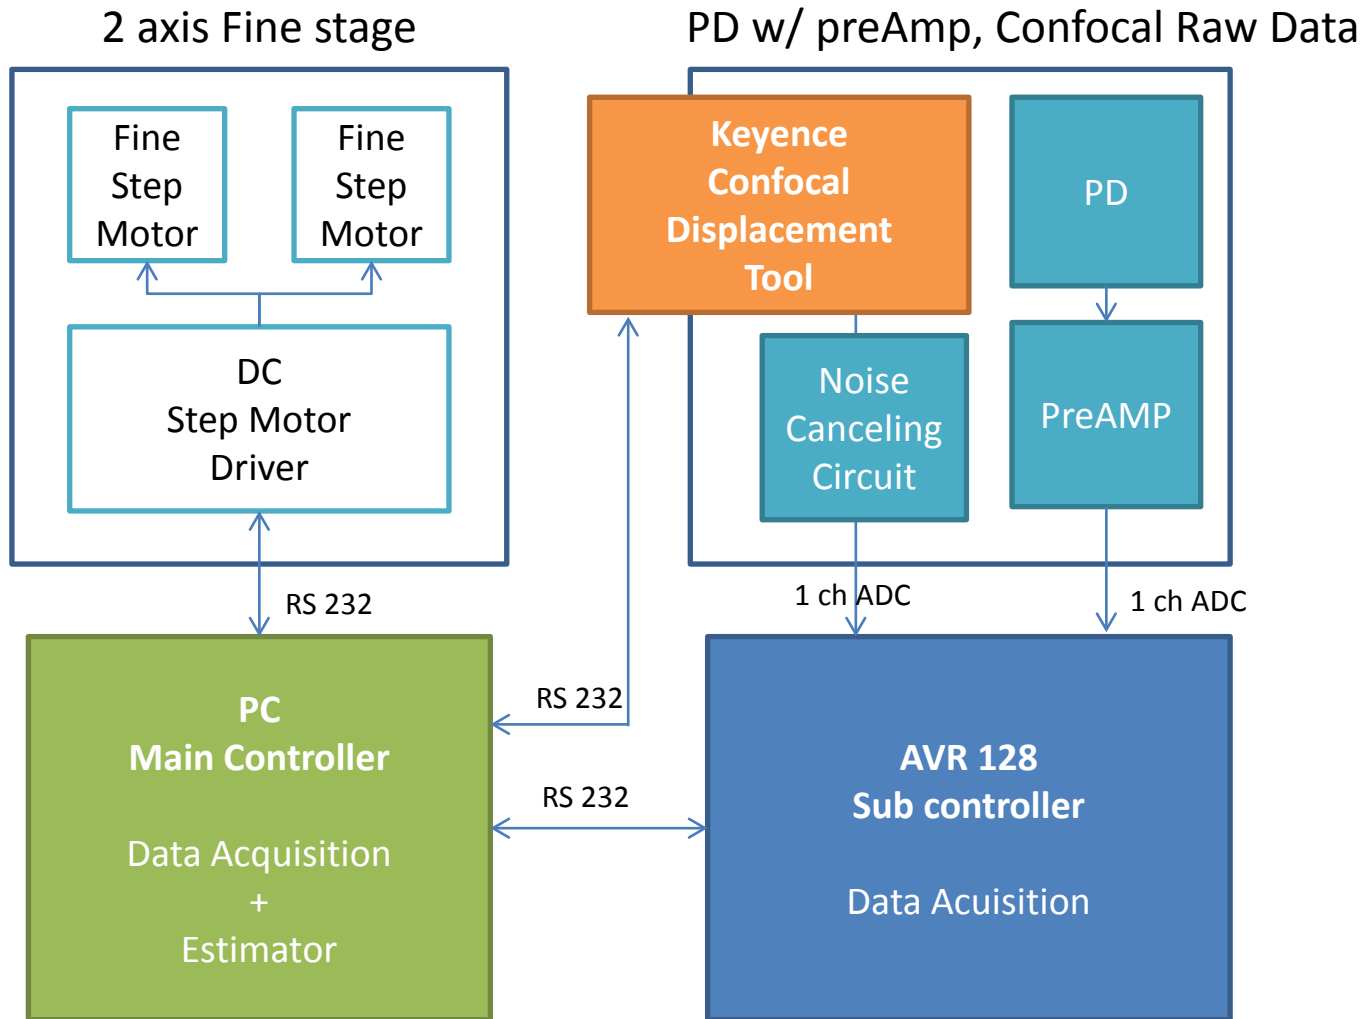 2 axis Fine stage
PD w/ preAmp, Confocal Raw Data
Fine
Step
Motor
Fine
Step
Motor
DC
Step Motor
Driver
Keyence
Confocal
Displacement
Tool
PD
Noise
Canceling
Circuit
PreAMP
RS 232
1 ch ADC
1 ch ADC
RS 232
RS 232
PC
Main Controller
Data Acquisition
+
Estimator
AVR 128
Sub controller
Data Acuisition